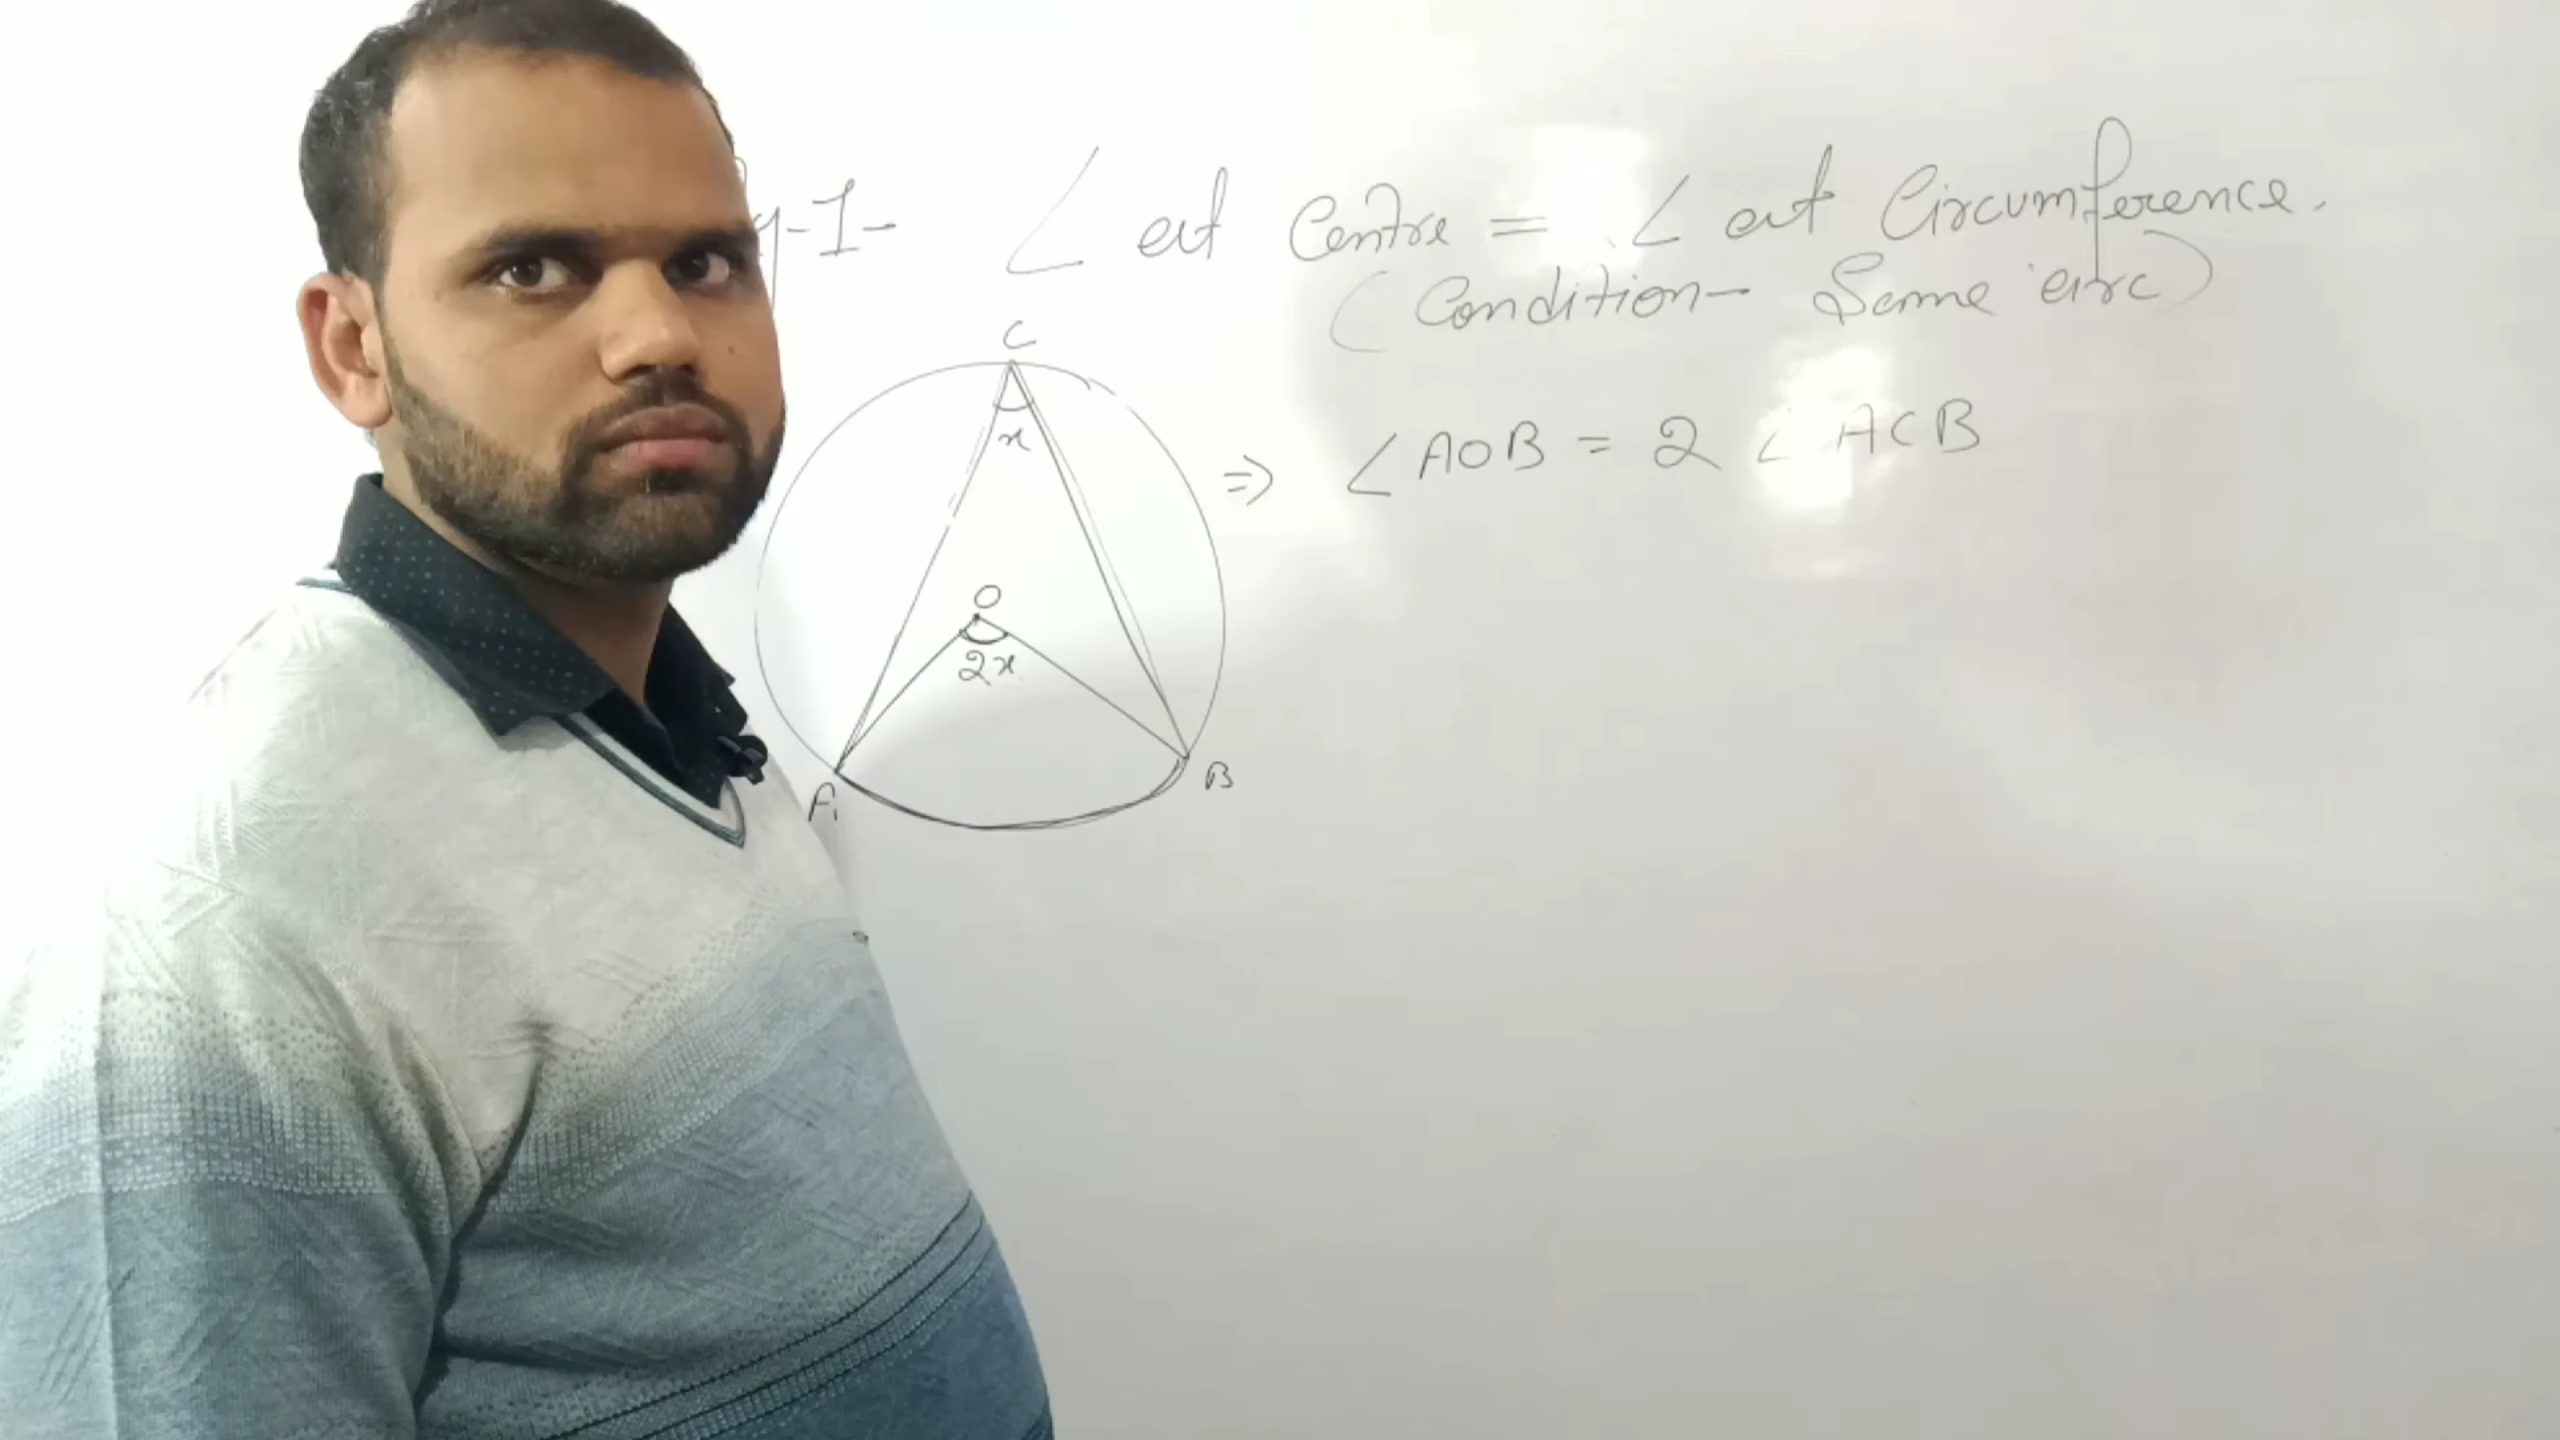 y-1- ∠ at Centre = ∠ at Circumference.
(Condition- Same arc)
C
x
⇒ ∠AOB = 2 ∠ACB
O
2x
A
B